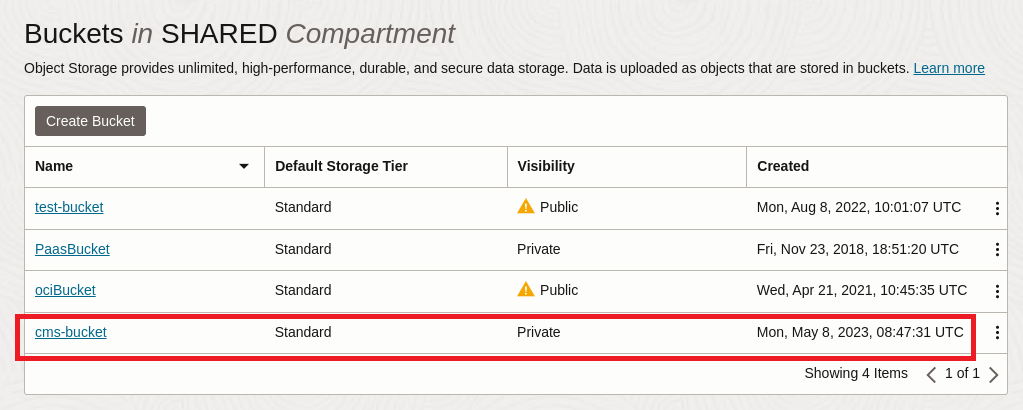 Buckets in SHARED Compartment
Object Storage provides unlimited, high-performance, durable, and secure data storage. Data is uploaded as objects that are stored in buckets. Learn more
Create Bucket
Name Default Storage Tier Visibility Created
test-bucket Standard Public Mon, Aug 8, 2022, 10:01:07 UTC
PaasBucket Standard Private Fri, Nov 23, 2018, 18:51:20 UTC
ociBucket Standard Public Wed, Apr 21, 2021, 10:45:35 UTC
cms-bucket Standard Private Mon, May 8, 2023, 08:47:31 UTC
Showing 4 Items 1 of 1